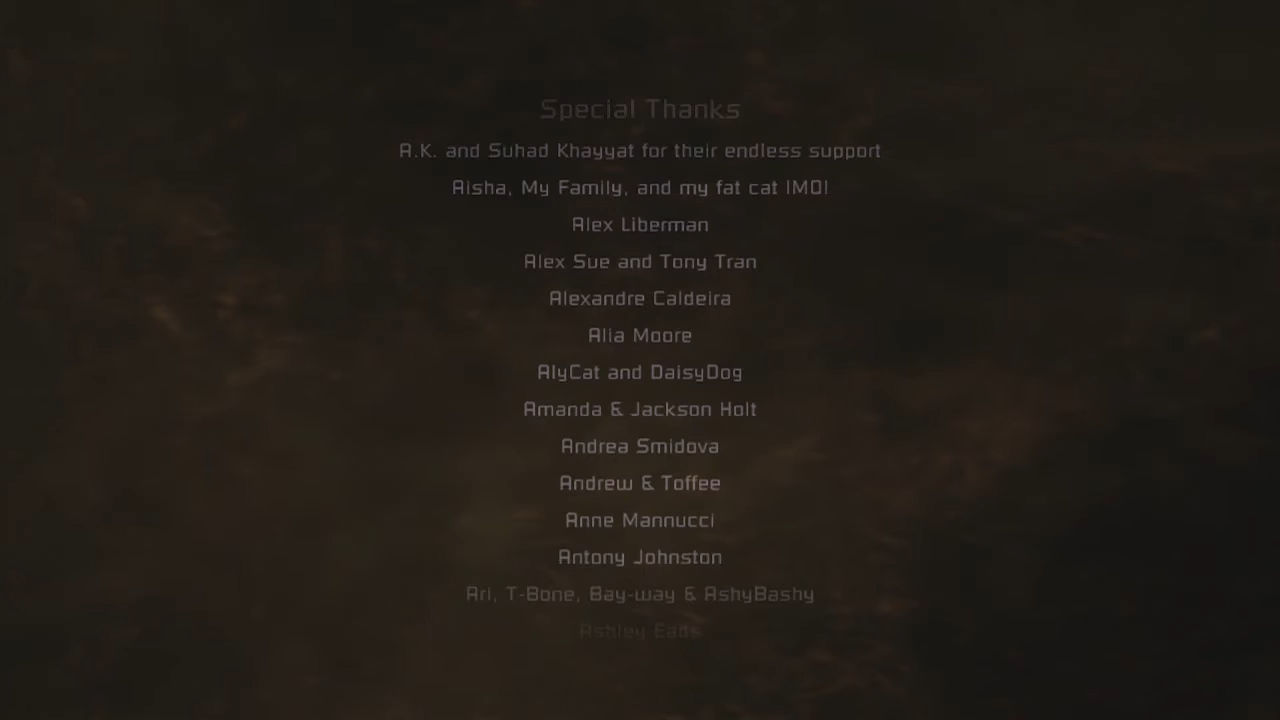 Special Thanks
A.K. and Suhad Khayyat for their endless support
Aisha, My Family, and my fat cat IMO!
Alex Liberman
Alex Sue and Tony Tran
Alexandre Caldeira
Alia Moore
AlyCat and DaisyDog
Amanda & Jackson Holt
Andrea Smidova
Andrew & Toffee
Anne Mannucci
Antony Johnston
Ari, T-Bone, Bay-way & AshyBashy
Ashley Eads